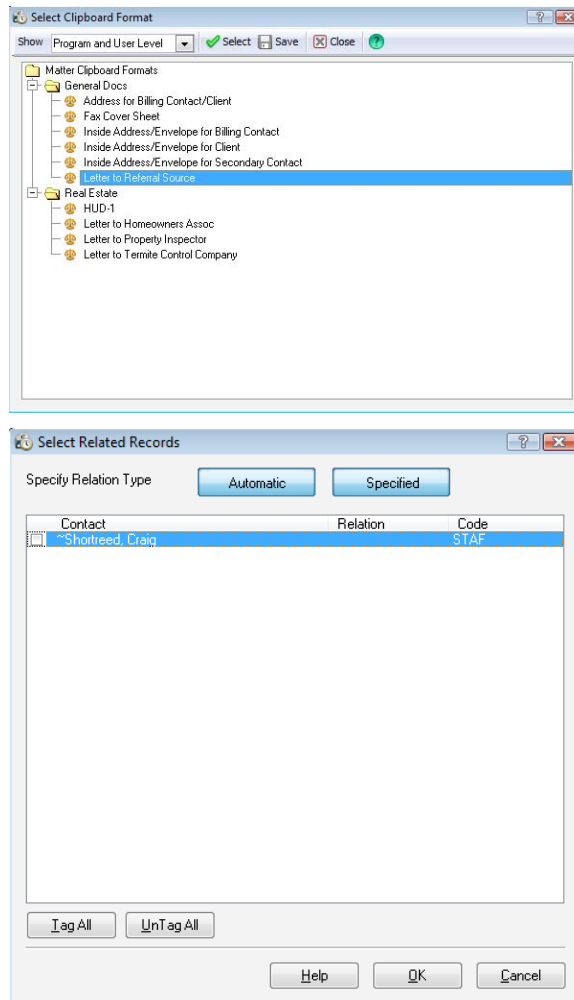 Select Clipboard Format
Show Program and User Level Select Save Close ?
Matter Clipboard Formats
General Docs
Address for Billing Contact/Client
Fax Cover Sheet
Inside Address/Envelope for Billing Contact
Inside Address/Envelope for Client
Inside Address/Envelope for Secondary Contact
Letter to Referral Source
Real Estate
HUD-1
Letter to Homeowners Assoc
Letter to Property Inspector
Letter to Termite Control Company
Select Related Records
Specify Relation Type Automatic Specified
Contact Relation Code
~Shortreed, Craig STAF
Tag All UnTag All
Help OK Cancel